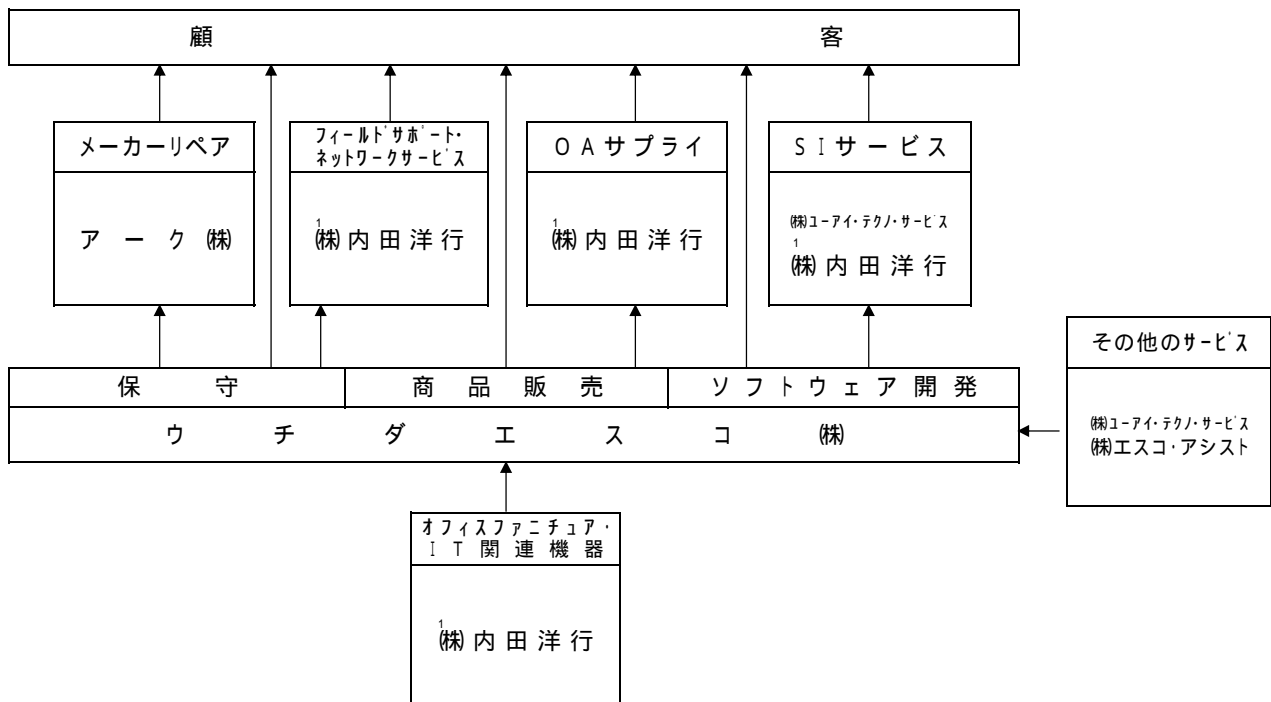 顧客
メーカーリペア
アーク㈱
フィールドサポート・
ネットワークサービス
1
㈱内田洋行
OAサプライ
1
㈱内田洋行
SIサービス
㈱ユーアイ・テクノ・サービス
1
㈱内田洋行
その他のサービス
㈱ユーアイ・テクノ・サービス
㈱エスコ・アシスト
保守
商品販売
ソフトウェア開発
ウチダエスコ㈱
オフィスファニチュア・
IT関連機器
1
㈱内田洋行